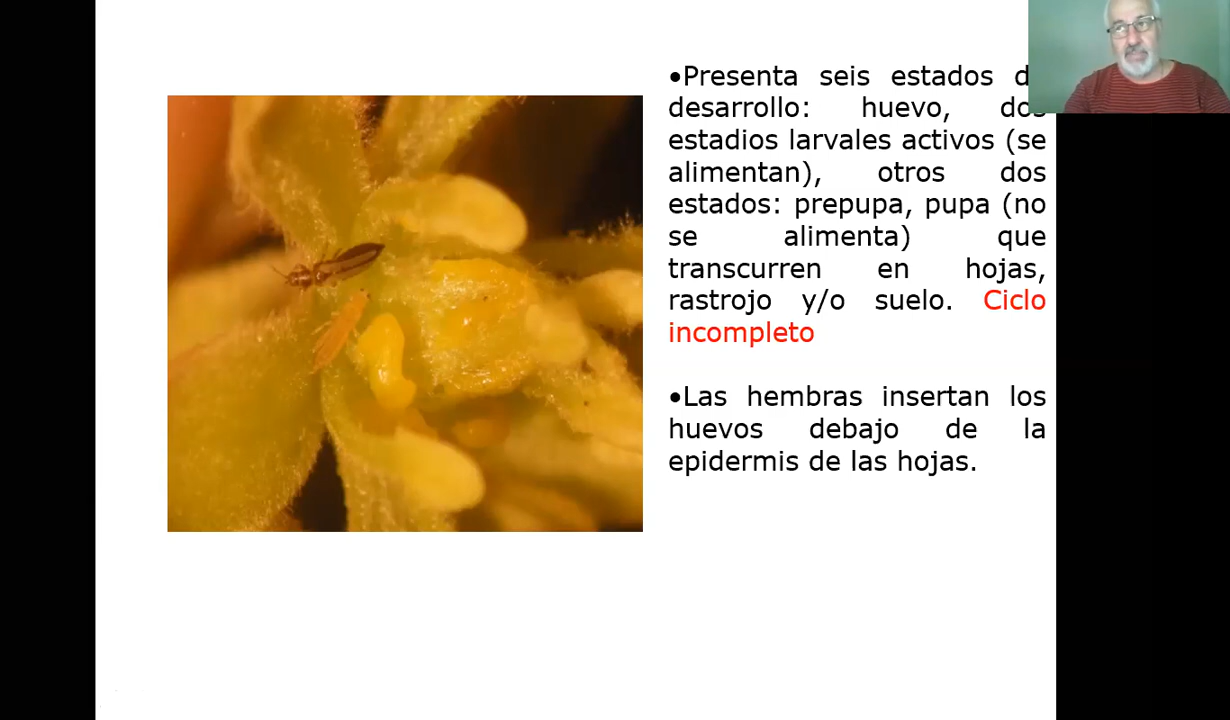 •Presenta seis estados d
desarrollo: huevo, dos
estadios larvales activos (se
alimentan), otros dos
estados: prepupa, pupa (no
se alimenta) que
transcurren en hojas,
rastrojo y/o suelo. Ciclo
incompleto
•Las hembras insertan los
huevos debajo de la
epidermis de las hojas.